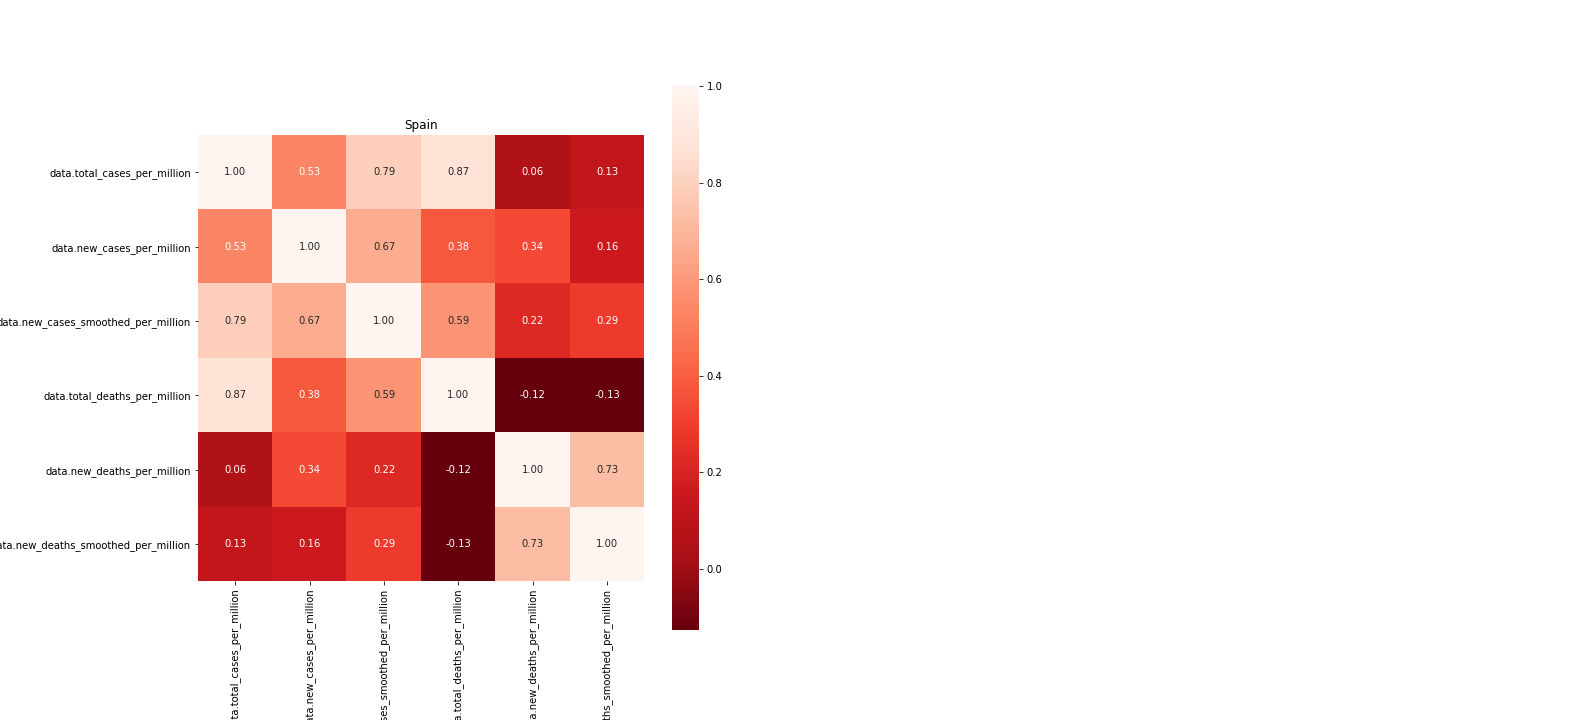 1.0
Spain
data.total_cases_per_million 1.00 0.53 0.79 0.87 0.06 0.13
0.8
data.new_cases_per_million 0.53 1.00 0.67 0.38 0.34 0.16
0.6
data.new_cases_smoothed_per_million 0.79 0.67 1.00 0.59 0.22 0.29
0.4
data.total_deaths_per_million 0.87 0.38 0.59 1.00 -0.12 -0.13
0.2
data.new_deaths_per_million 0.06 0.34 0.22 -0.12 1.00 0.73
ata.new_deaths_smoothed_per_million 0.13 0.16 0.29 -0.13 0.73 1.00
0.0
ta.total_cases_per_million
ata.new_cases_per_million
ses_smoothed_per_million
a.total_deaths_per_million
a.new_deaths_per_million
ths_smoothed_per_million